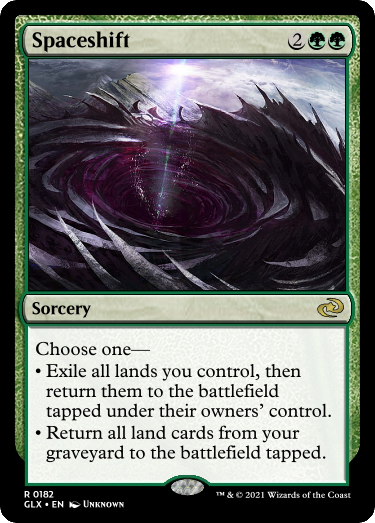 Spaceshift 2
Sorcery
Choose one—
• Exile all lands you control, then
return them to the battlefield
tapped under their owners' control.
• Return all land cards from your
graveyard to the battlefield tapped.
R 0182
GLX • EN Unknown
™ & © 2021 Wizards of the Coast